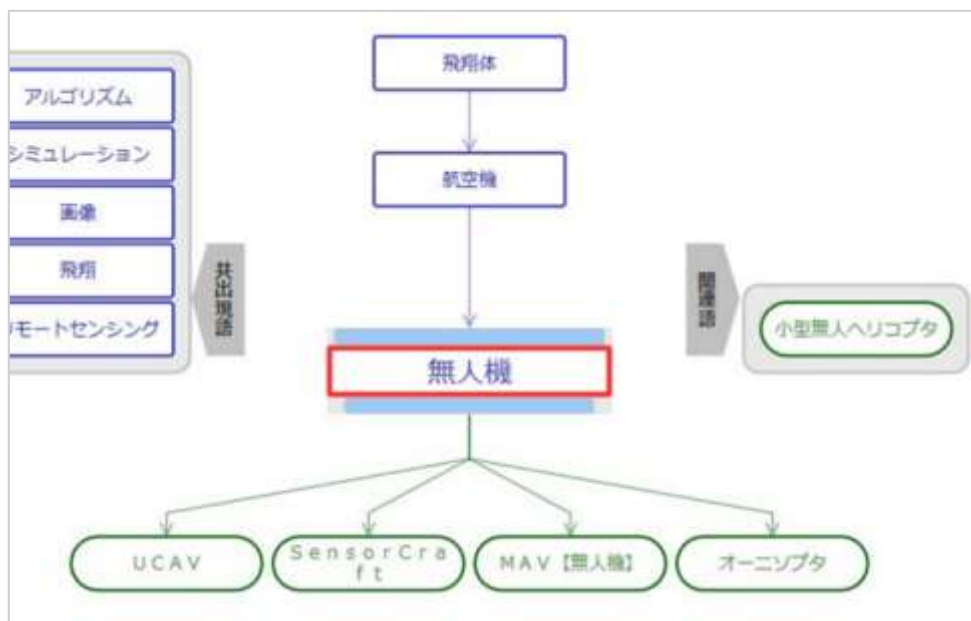 飛翔体
アルゴリズム
シミュレーション
航空機
画像
飛翔
共出現語
関連語
リモートセンシング
小型無人ヘリコプタ
無人機
UCAV
SensorCra
ft
MAV【無人機】
オーニソプタ